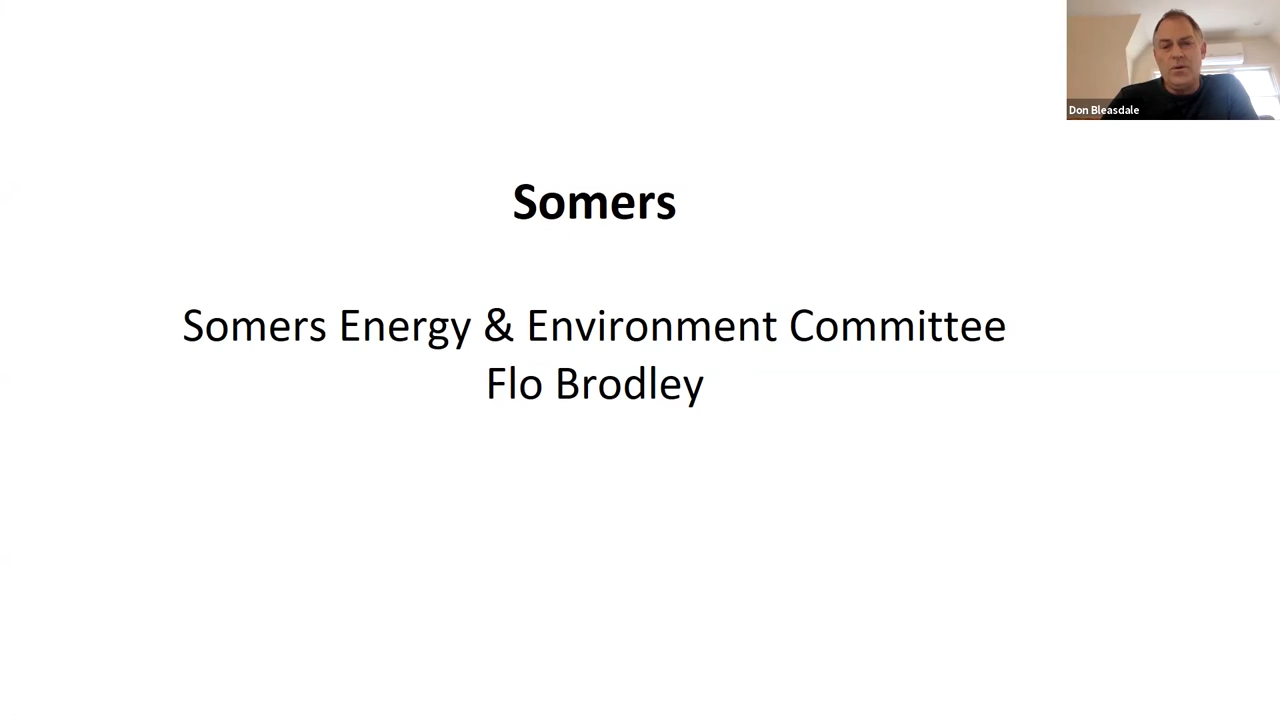 Don Bleasdale
Somers
Somers Energy & Environment Committee
Flo Brodley